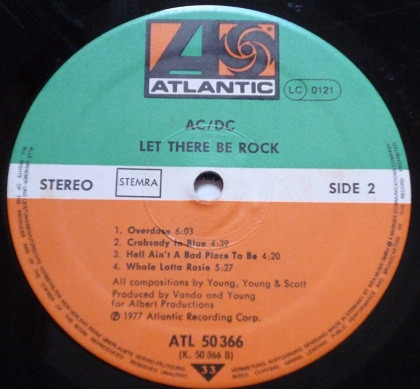 ATLANTIC
LC 0121
AC/DC
LET THERE BE ROCK
STEREO
STEMRA
SIDE 2
1. Overdose 6:03
2. Crabsody In Blue 4:39
3. Hell Ain't A Bad Place To Be 4:20
4. Whole Lotta Rosie 5:27
All compositions by Young, Young & Scott
Produced by Vanda and Young
for Albert Productions
℗ 1977 Atlantic Recording Corp.
ATL 50 366
(K. 50 366 B)
33